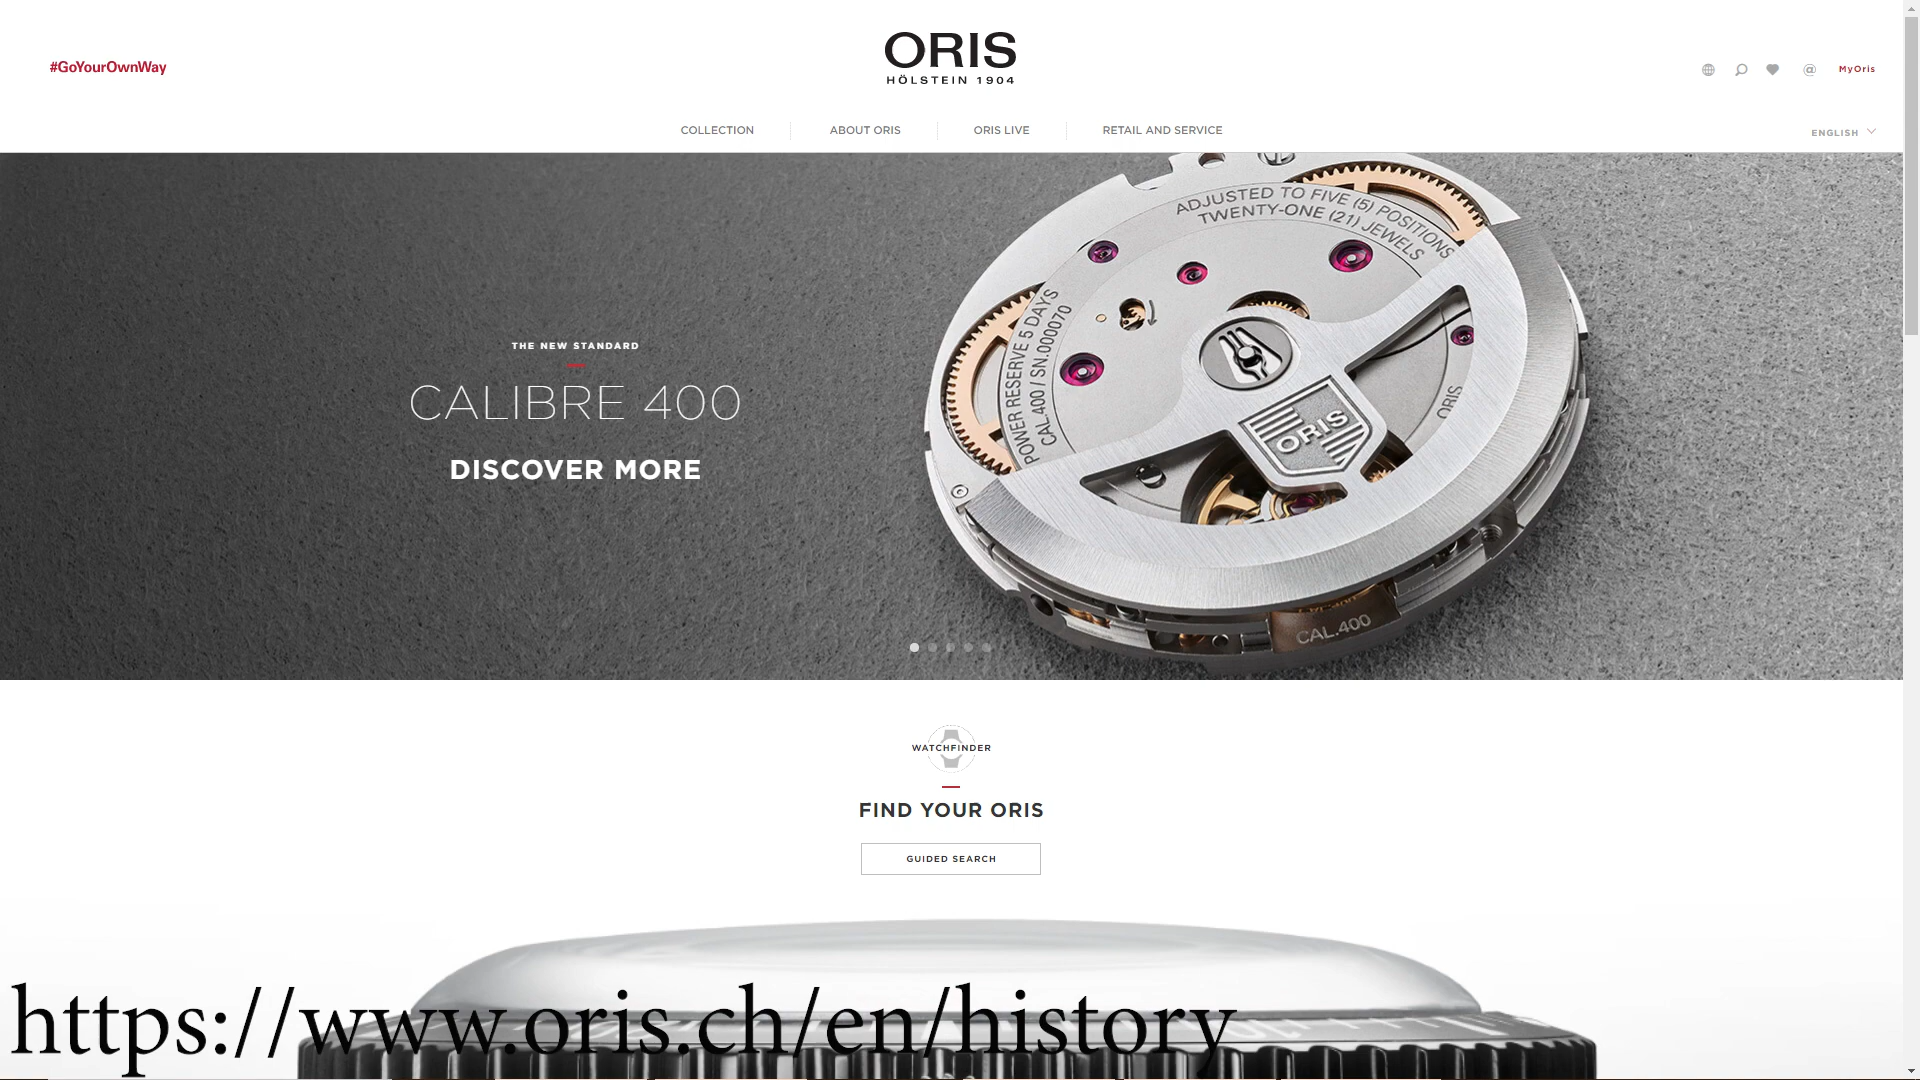 #GoYourOwnWay
ORIS
HÖLSTEIN 1904
MyOris
COLLECTION
ABOUT ORIS
ORIS LIVE
RETAIL AND SERVICE
ENGLISH
THE NEW STANDARD
CALIBRE 400
DISCOVER MORE
ADJUSTED TO FIVE (5) POSITIONS
TWENTY-ONE (21) JEWELS
POWER RESERVE 5 DAYS
CAL.400 / SN.000070
ORIS
ORIS
CAL.400
WATCHFINDER
FIND YOUR ORIS
GUIDED SEARCH
https://www.oris.ch/en/history